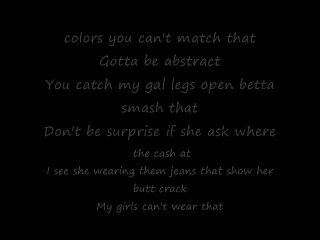 colors you can't match that
Gotta be abstract
You catch my gal legs open betta
smash that
Don't be surprise if she ask where
the cash at
I see she wearing them jeans that show her
butt crack
My girls can't wear that